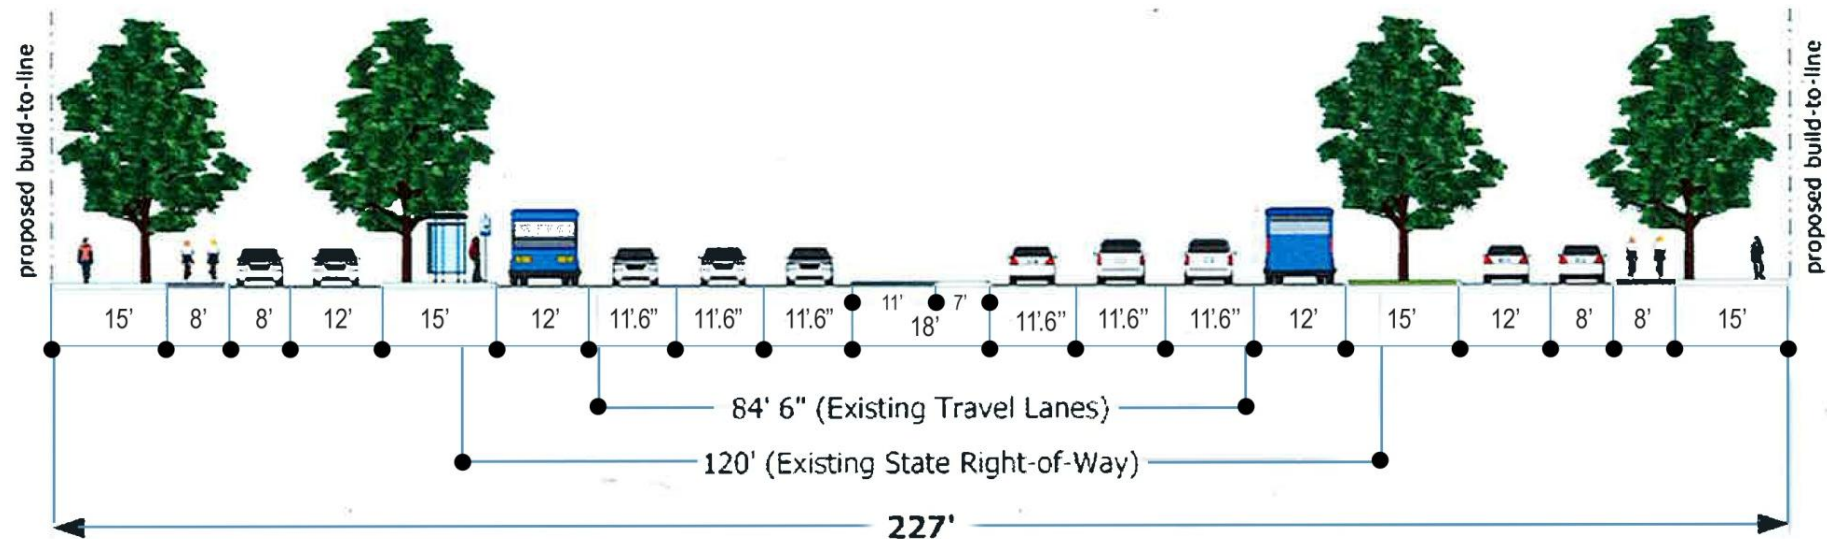 proposed build-to-line
proposed build-to-line
11' 7'
15' 8' 8' 12' 15' 12' 11'.6" 11'.6" 11'.6" 18' 11'.6" 11'.6" 11'.6" 12' 15' 12' 8' 8' 15'
84' 6" (Existing Travel Lanes)
120' (Existing State Right-of-Way)
227'